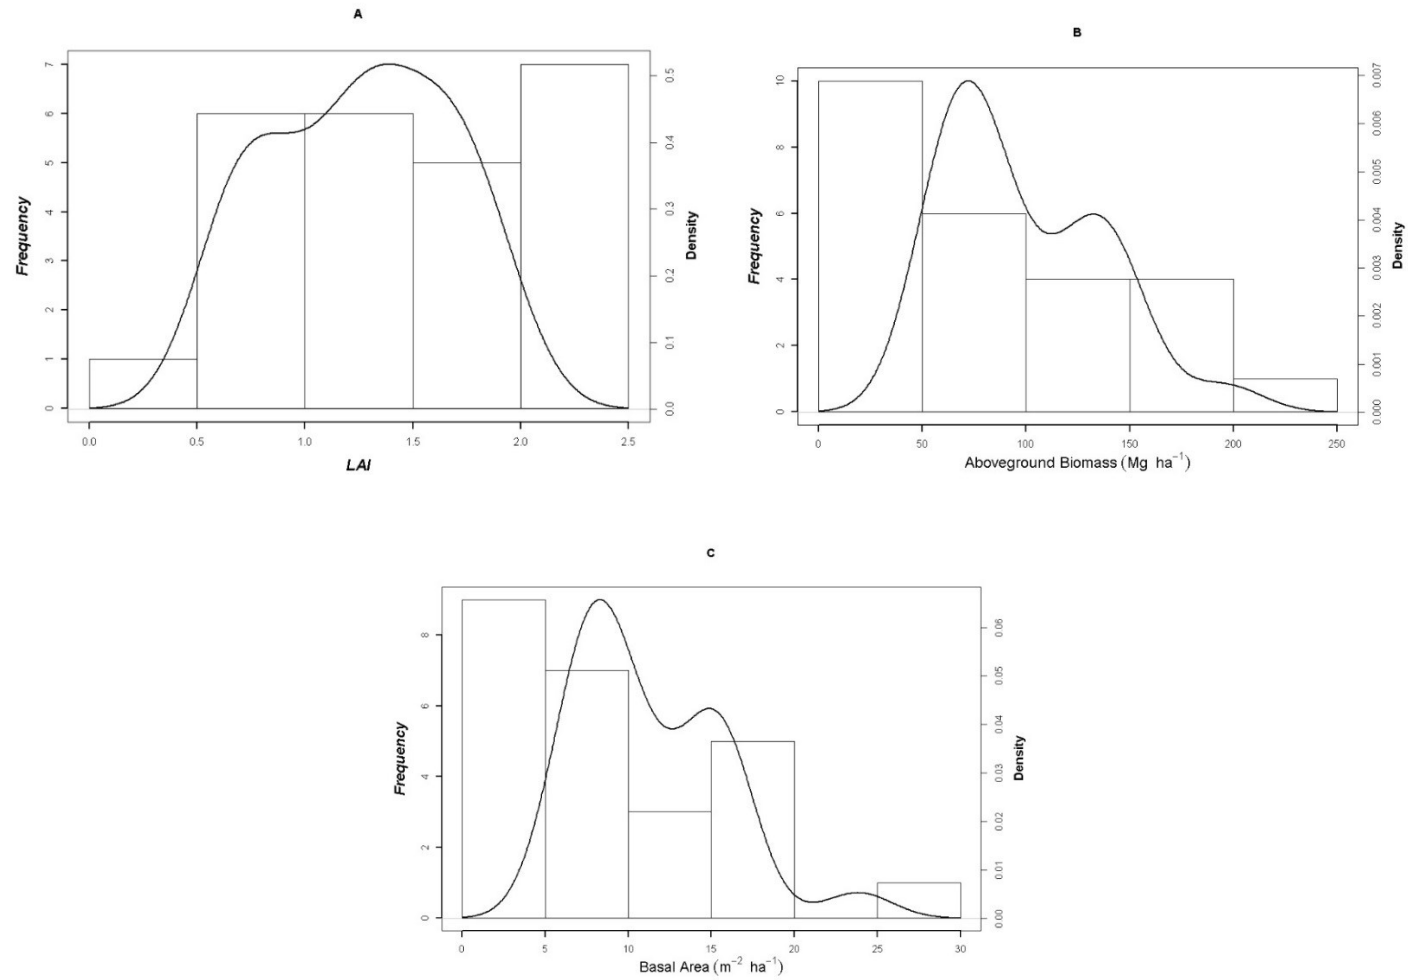 A
Frequency
7
6
5
4
3
2
1
0
0.5
0.4
0.3
0.2
0.1
0.0
Density
0.0 0.5 1.0 1.5 2.0 2.5
LAI
B
Frequency
10
8
6
4
2
0
0.007
0.006
0.005
0.004
0.003
0.002
0.001
0.000
Density
0 50 100 150 200 250
Aboveground Biomass (Mg ha⁻¹)
C
Frequency
8
6
4
2
0
0.06
0.05
0.04
0.03
0.02
0.01
0.00
Density
0 5 10 15 20 25 30
Basal Area (m⁻² ha⁻¹)